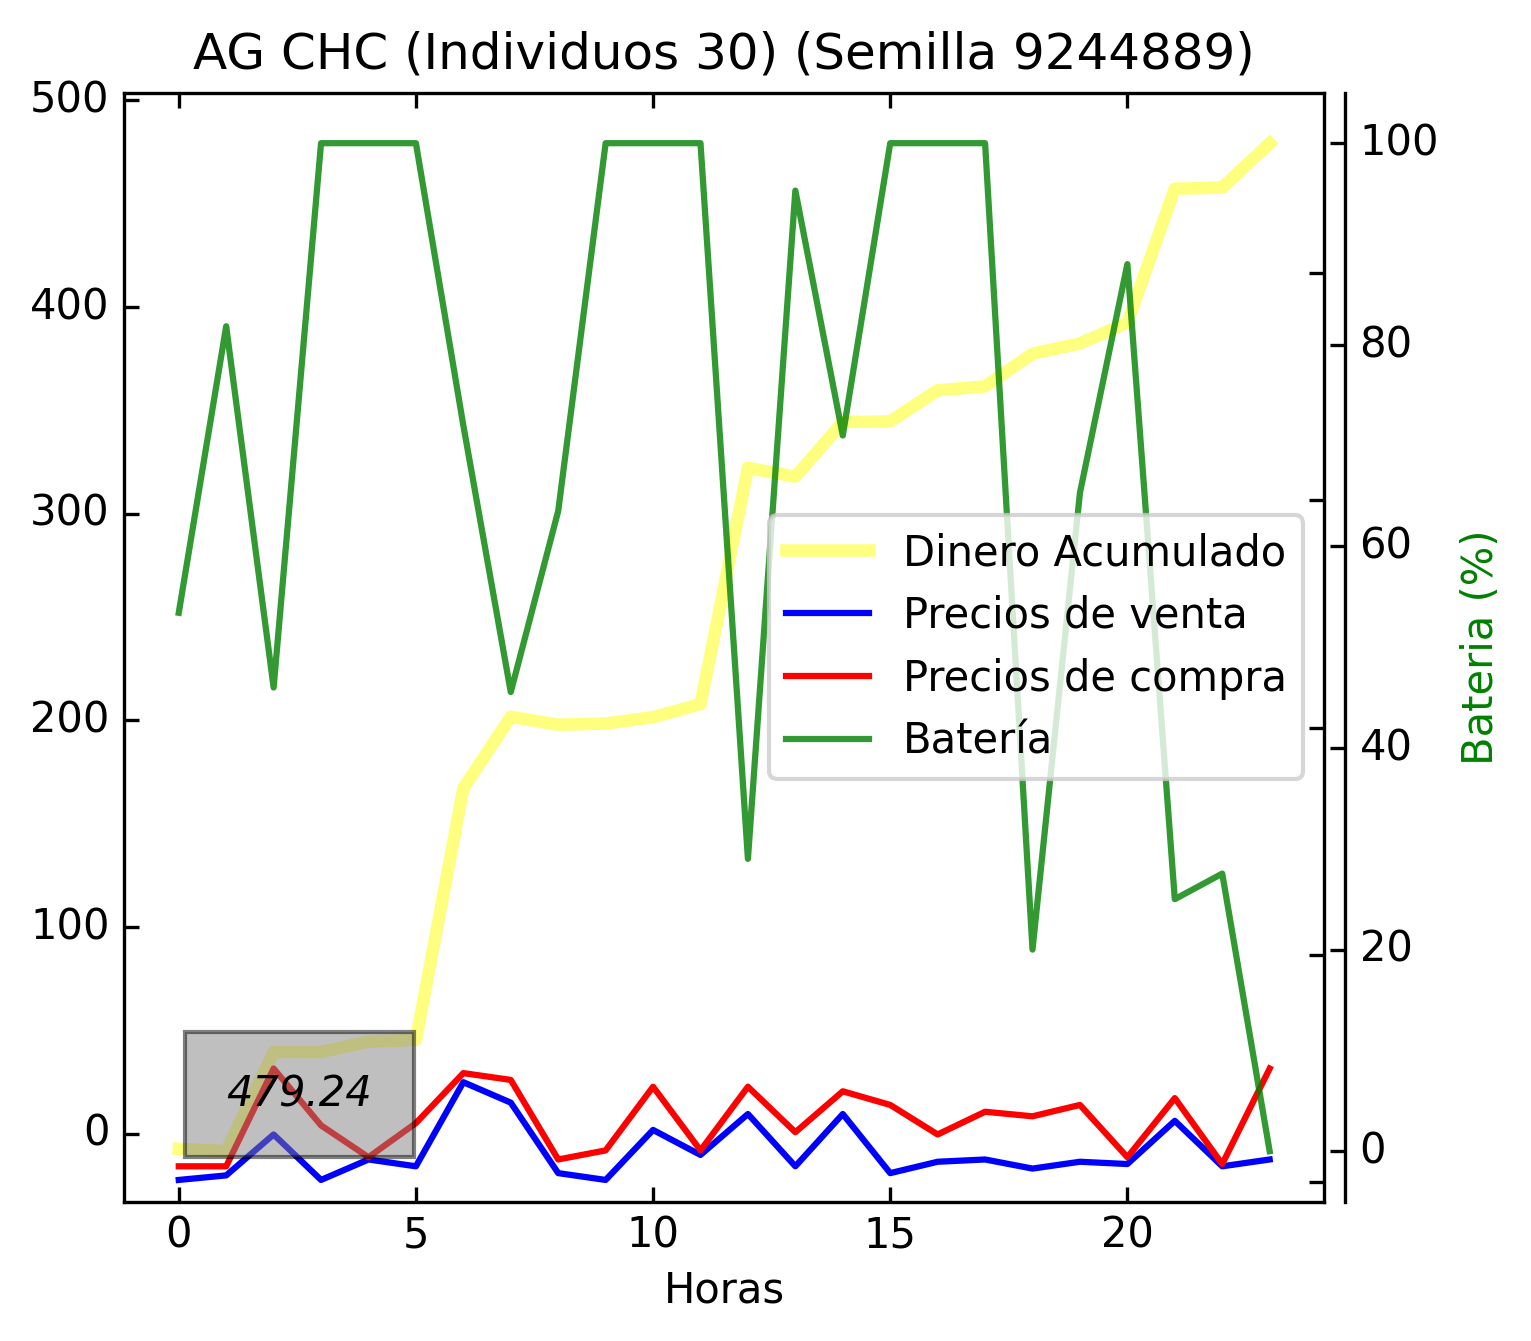 AG CHC (Individuos 30) (Semilla 9244889)
500
400
300
200
100
0
100
80
60
40
20
0
Bateria (%)
Dinero Acumulado
Precios de venta
Precios de compra
Batería
479.24
0 5 10 15 20
Horas